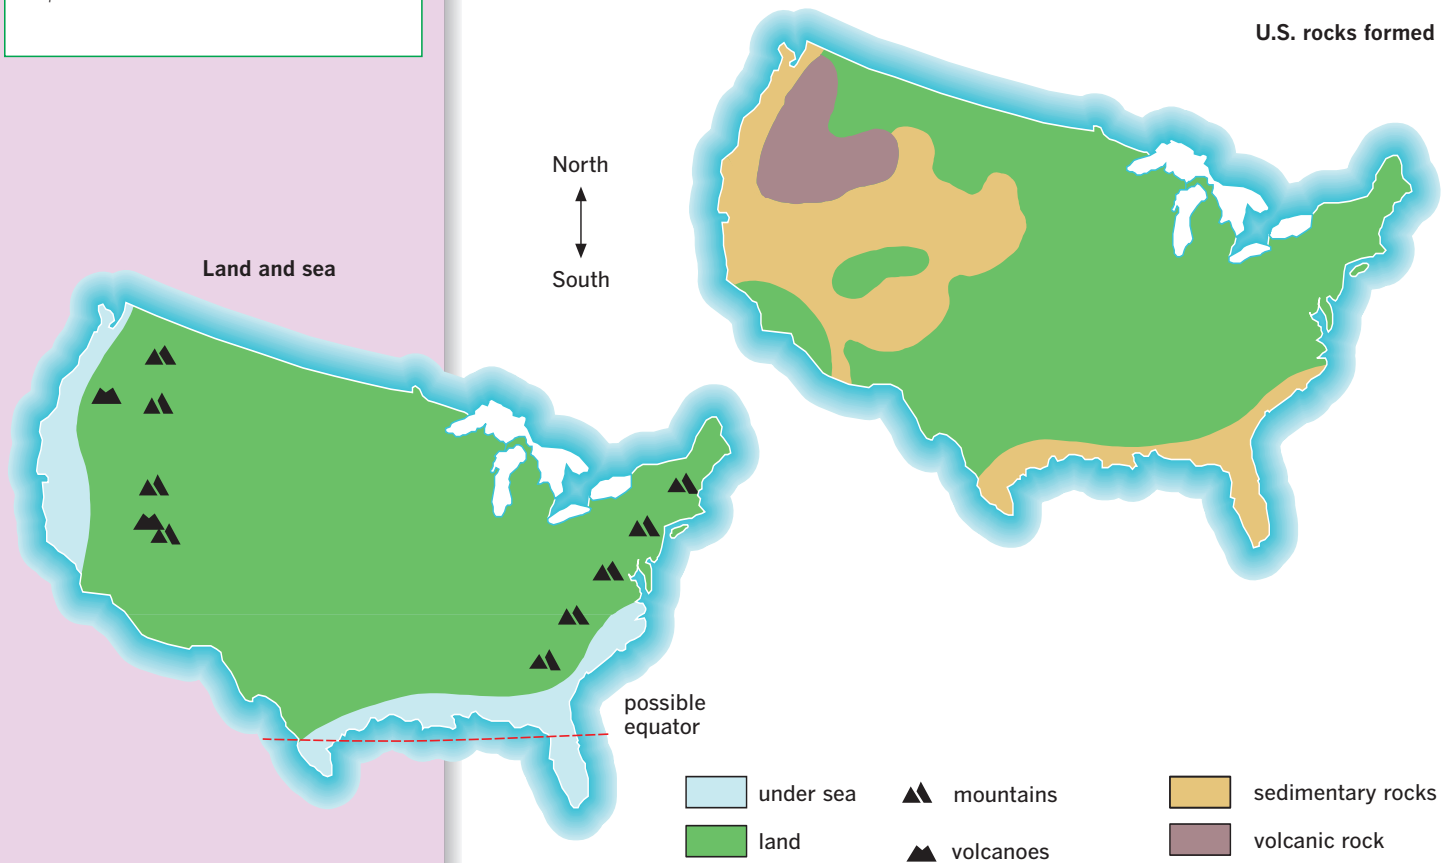 U.S. rocks formed
North
South
Land and sea
possible
equator
under sea
land
mountains
volcanoes
sedimentary rocks
volcanic rock